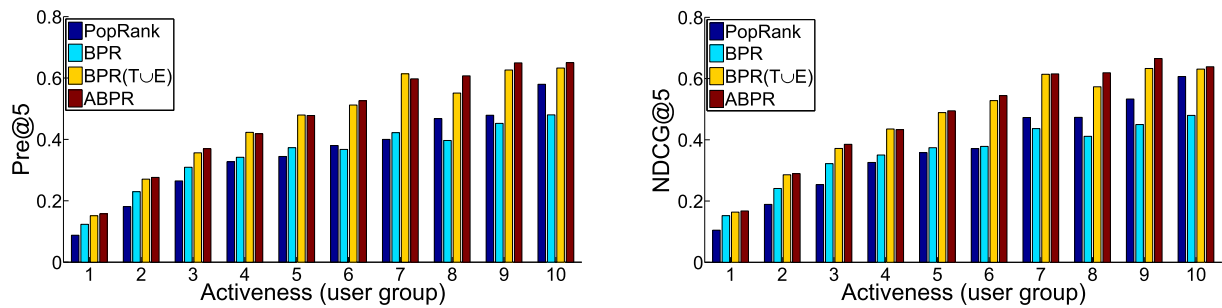 0.8
0.6
0.4
0.2
0
Pre@5
PopRank
BPR
BPR(T∪E)
ABPR
1 2 3 4 5 6 7 8 9 10
Activeness (user group)
0.8
0.6
0.4
0.2
0
NDCG@5
PopRank
BPR
BPR(T∪E)
ABPR
1 2 3 4 5 6 7 8 9 10
Activeness (user group)